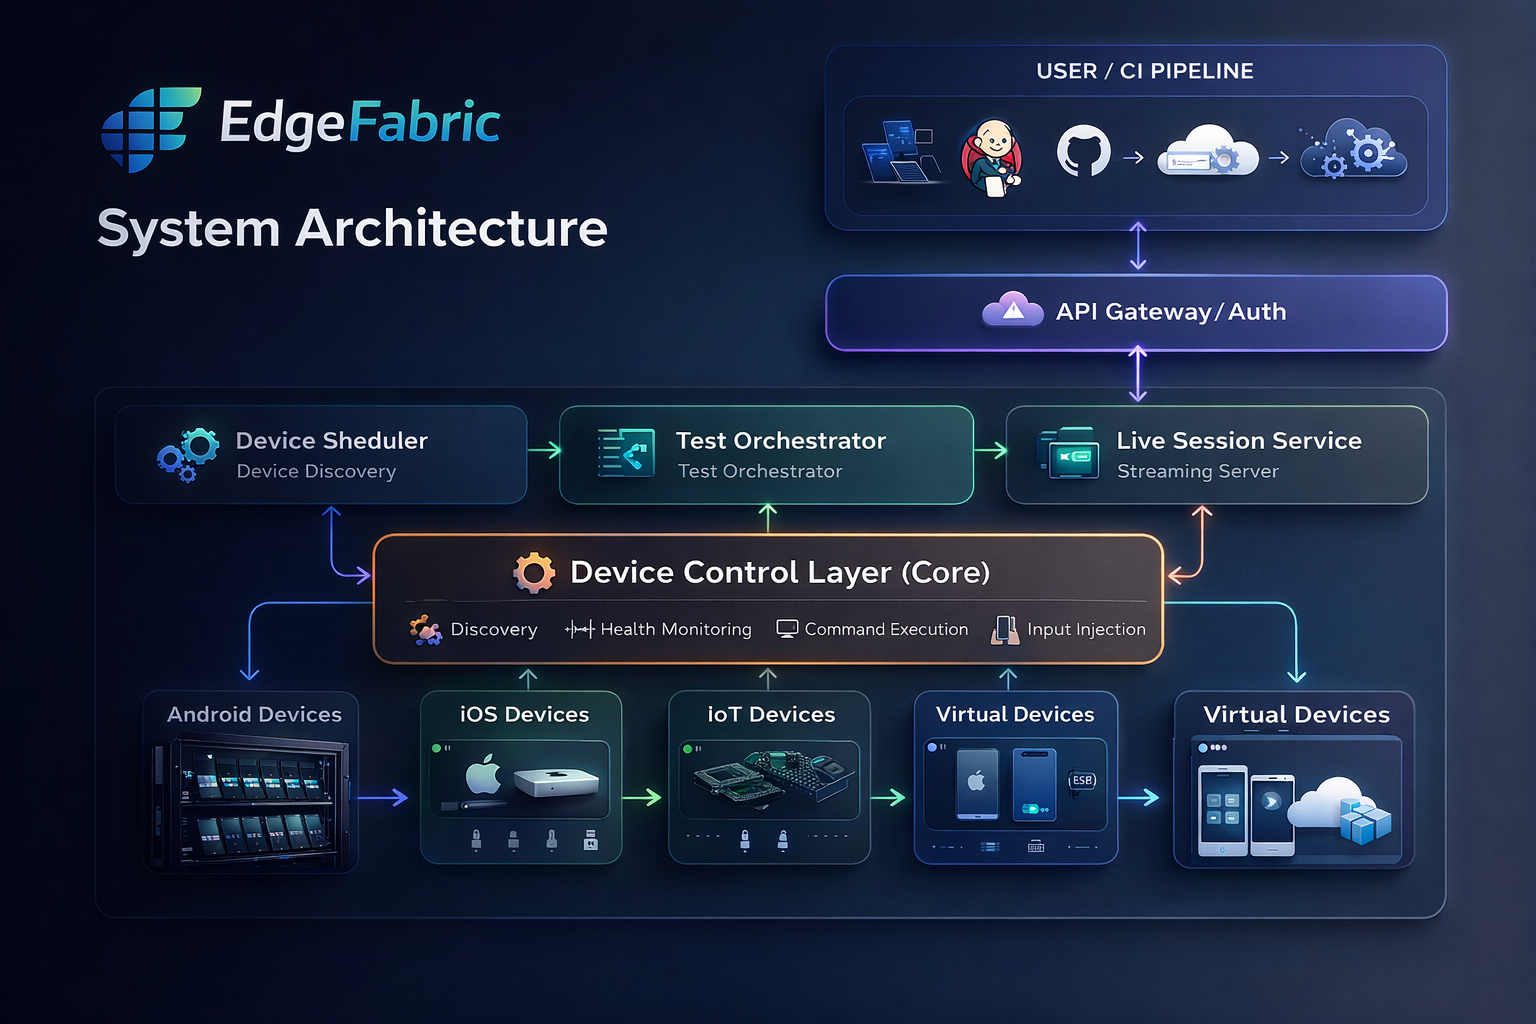 EdgeFabric
System Architecture
USER / CI PIPELINE
API Gateway/Auth
Device Sheduler
Device Discovery
Test Orchestrator
Test Orchestrator
Live Session Service
Streaming Server
Device Control Layer (Core)
Discovery
Health Monitoring
Command Execution
Input Injection
Android Devices
iOS Devices
ioT Devices
Virtual Devices
ESB
Virtual Devices